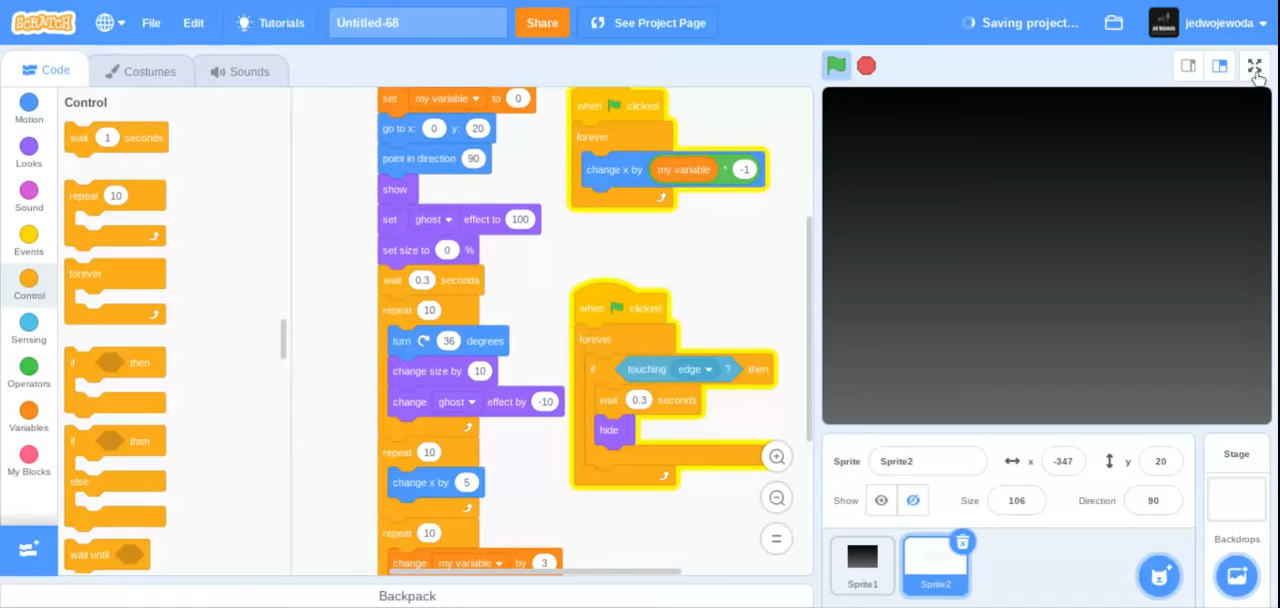 SCRATCH File Edit Tutorials Untitled-68 Share See Project Page Saving project... jedwojewoda
Code Costumes Sounds
Motion
Looks
Sound
Events
Control
Sensing
Operators
Variables
My Blocks
Control
wait 1 seconds
repeat 10
forever
if then
if then
else
wait until
set my variable to 0
go to x: 0 y: 20
point in direction 90
show
set ghost effect to 100
set size to 0 %
wait 0.3 seconds
repeat 10
turn 36 degrees
change size by 10
change ghost effect by -10
repeat 10
change x by 5
repeat 10
change my variable by 3
when clicked
forever
change x by my variable * -1
when clicked
forever
if touching edge ? then
wait 0.3 seconds
hide
Backpack
Sprite Sprite2 x -347 y 20
Show Size 106 Direction 90
Sprite1
Sprite2
Stage
Backdrops